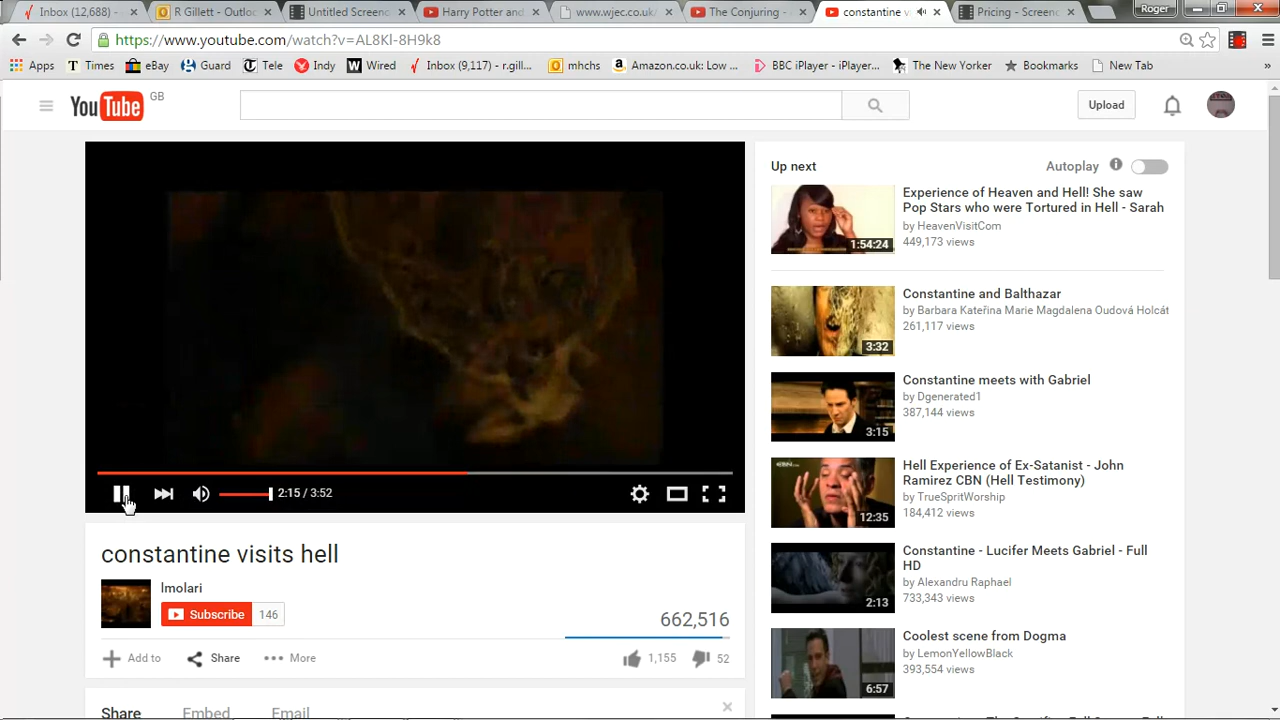 Inbox (12,688) -
R Gillett - Outloo
Untitled Screenc
Harry Potter and
www.wjec.co.uk/
The Conjuring -
constantine v
Pricing - Screenc
Roger
https://www.youtube.com/watch?v=AL8Kl-8H9k8
Apps
Times
eBay
Guard
Tele
Indy
Wired
Inbox (9,117) - r.gill...
mhchs
Amazon.co.uk: Low ...
BBC iPlayer - iPlayer...
The New Yorker
Bookmarks
New Tab
»
YouTube GB
Upload
Up next
Autoplay
Experience of Heaven and Hell! She saw
Pop Stars who were Tortured in Hell - Sarah
by HeavenVisitCom
449,173 views
1:54:24
Constantine and Balthazar
by Barbara Kateřina Marie Magdalena Oudová Holcát
261,117 views
3:32
Constantine meets with Gabriel
by Dgenerated1
387,144 views
3:15
Hell Experience of Ex-Satanist - John
Ramirez CBN (Hell Testimony)
by TrueSpritWorship
184,412 views
12:35
Constantine - Lucifer Meets Gabriel - Full
HD
by Alexandru Raphael
733,343 views
2:13
Coolest scene from Dogma
by LemonYellowBlack
393,554 views
6:57
2:15 / 3:52
constantine visits hell
Subscribe 146
662,516
Add to
Share
More
1,155
52
Share
Embed
Email